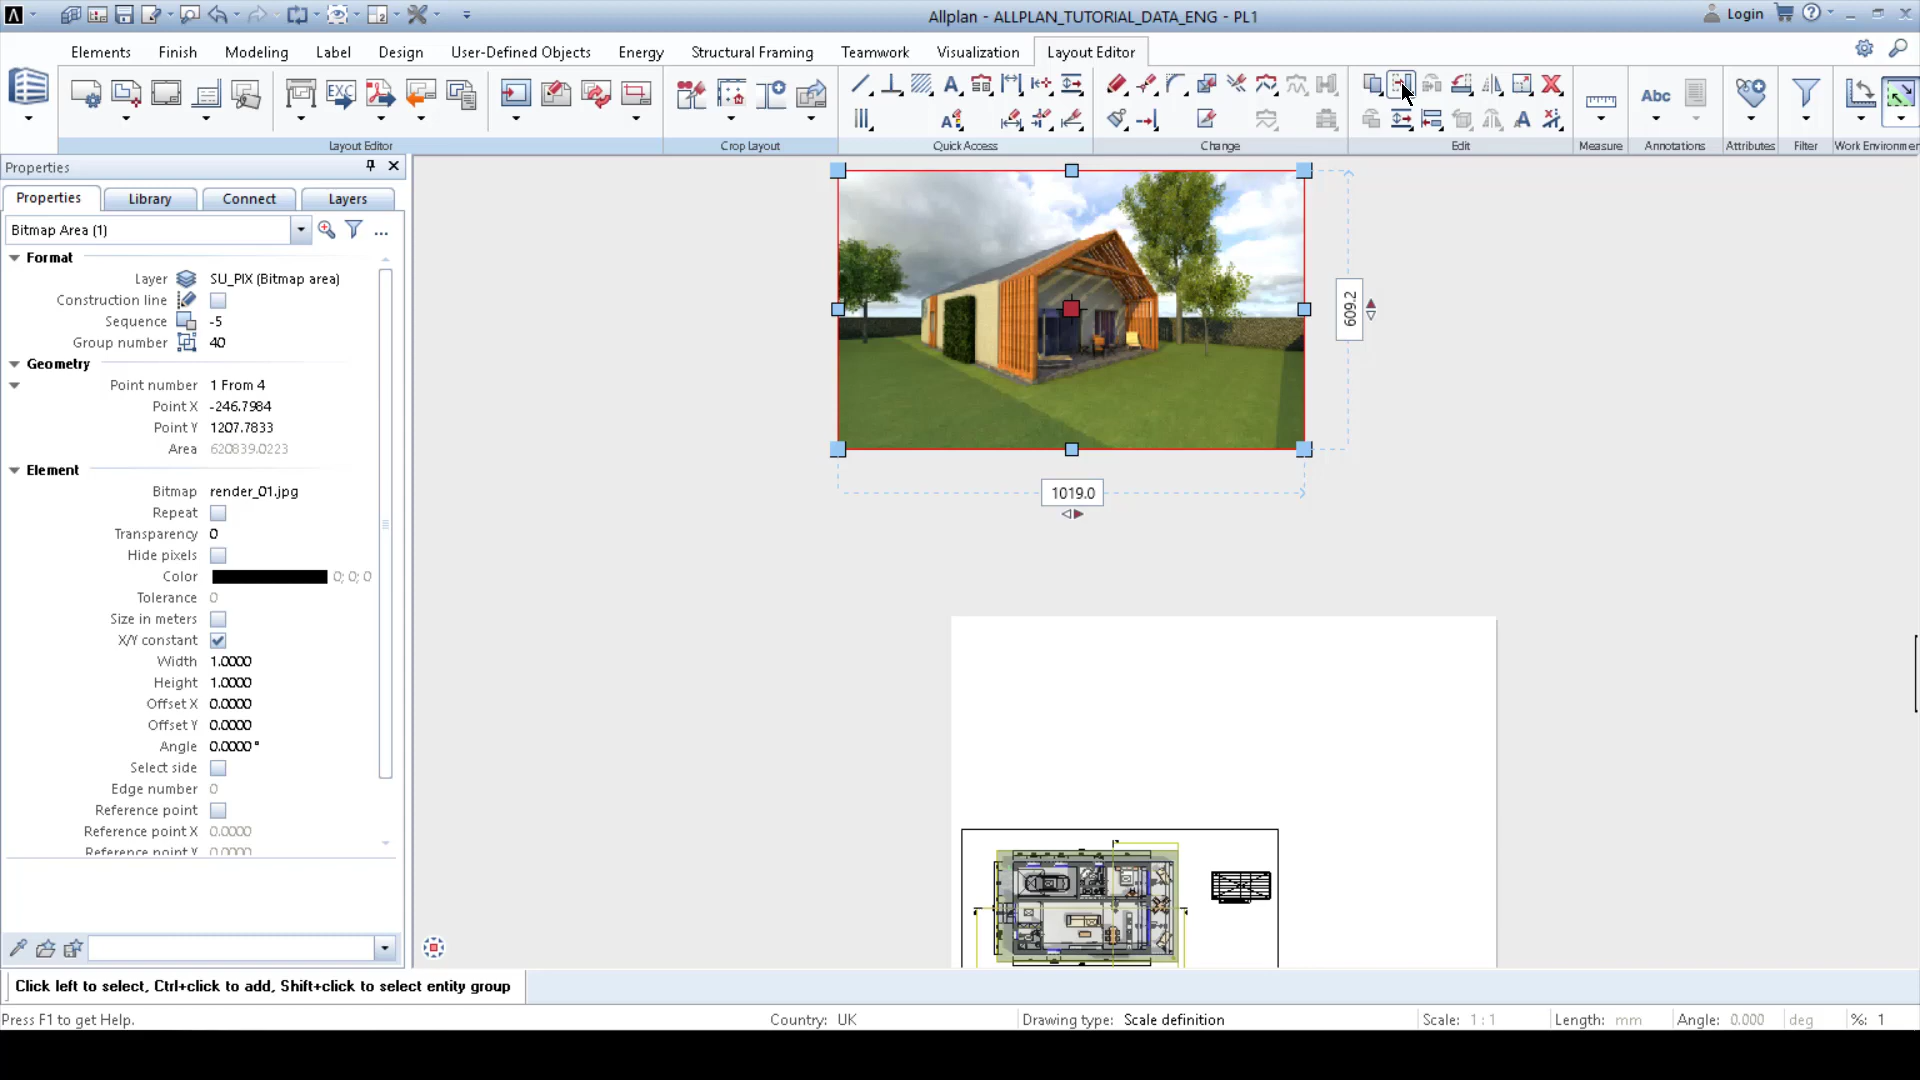 Allplan - ALLPLAN_TUTORIAL_DATA_ENG - PL1
Login
Elements Finish Modeling Label Design User-Defined Objects Energy Structural Framing Teamwork Visualization Layout Editor
EXC
Abc
Layout Editor Crop Layout Quick Access Change Edit Measure Annotations Attributes Filter Work Environmer
Properties
Properties Library Connect Layers
Bitmap Area (1)
Format
Layer SU_PIX (Bitmap area)
Construction line
Sequence -5
Group number 40
Geometry
Point number 1 From 4
Point X -246.7984
Point Y 1207.7833
Area 620839.0223
Element
Bitmap render_01.jpg
Repeat
Transparency 0
Hide pixels
Color 0; 0; 0
Tolerance 0
Size in meters
X/Y constant
Width 1.0000
Height 1.0000
Offset X 0.0000
Offset Y 0.0000
Angle 0.0000 °
Select side
Edge number 0
Reference point
Reference point X 0.0000
Reference point Y 0.0000
609.2
1019.0
Click left to select, Ctrl+click to add, Shift+click to select entity group
Press F1 to get Help. Country: UK Drawing type: Scale definition Scale: 1 : 1 Length: mm Angle: 0.000 deg %: 1